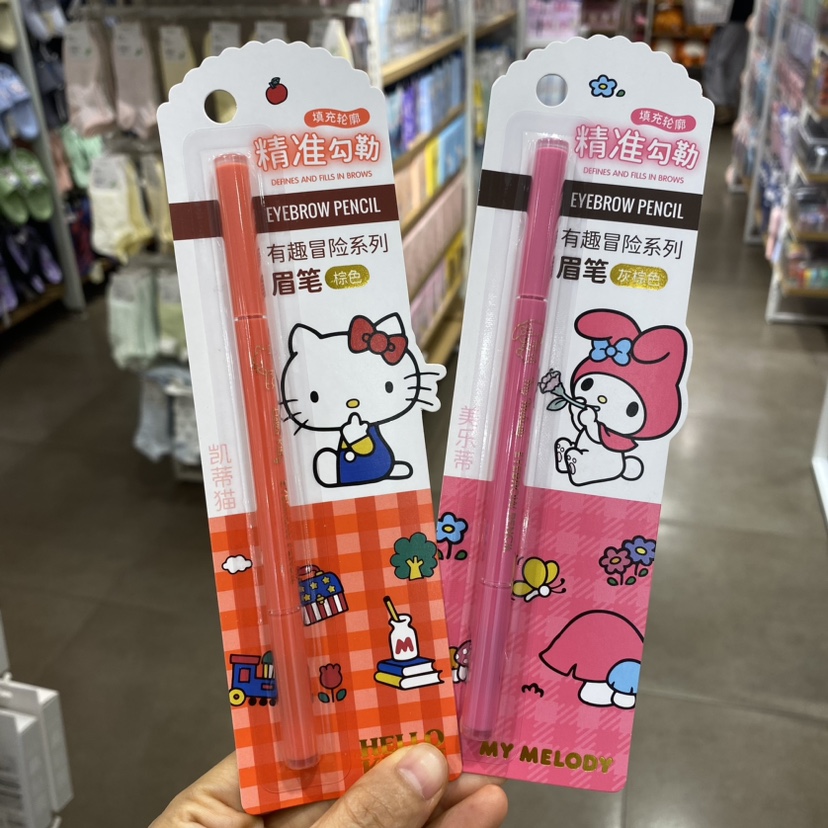 填充轮廓
精准勾勒
DEFINES AND FILLS IN BROWS
EYEBROW PENCIL
有趣冒险系列
眉笔 棕色
凯蒂猫
M
HELLO
填充轮廓
精准勾勒
DEFINES AND FILLS IN BROWS
EYEBROW PENCIL
有趣冒险系列
眉笔 灰棕色
美乐蒂
MY MELODY